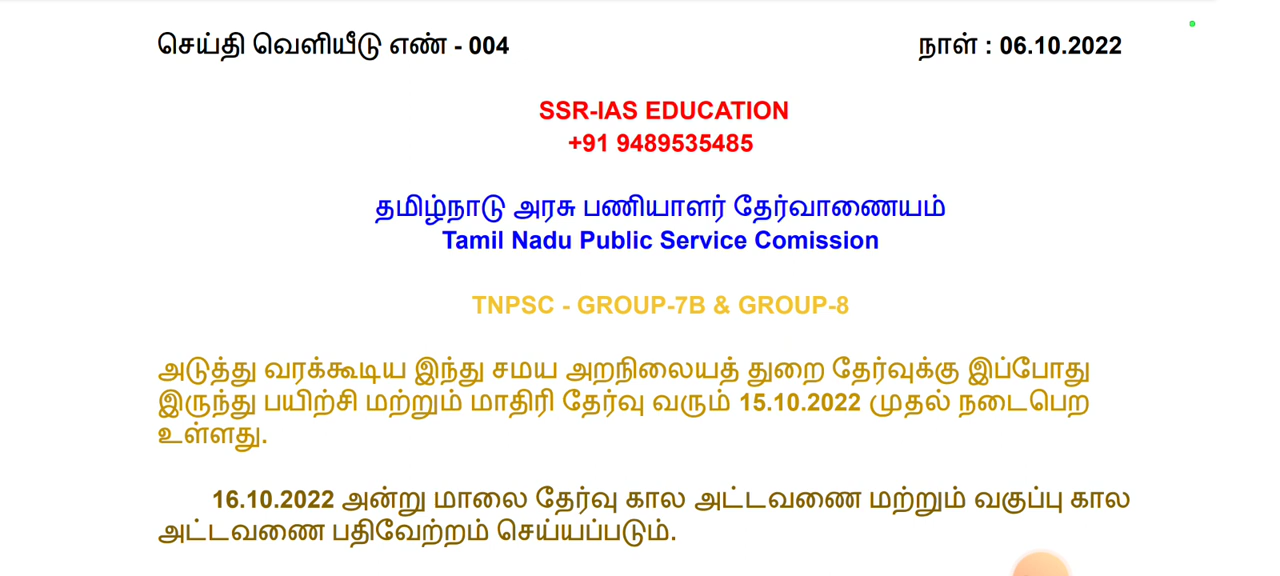 செய்தி வெளியீடு எண் - 004 நாள் : 06.10.2022
SSR-IAS EDUCATION
+91 9489535485
தமிழ்நாடு அரசு பணியாளர் தேர்வாணையம்
Tamil Nadu Public Service Comission
TNPSC - GROUP-7B & GROUP-8
அடுத்து வரக்கூடிய இந்து சமய அறநிலையத் துறை தேர்வுக்கு இப்போது
இருந்து பயிற்சி மற்றும் மாதிரி தேர்வு வரும் 15.10.2022 முதல் நடைபெற
உள்ளது.
16.10.2022 அன்று மாலை தேர்வு கால அட்டவணை மற்றும் வகுப்பு கால
அட்டவணை பதிவேற்றம் செய்யப்படும்.